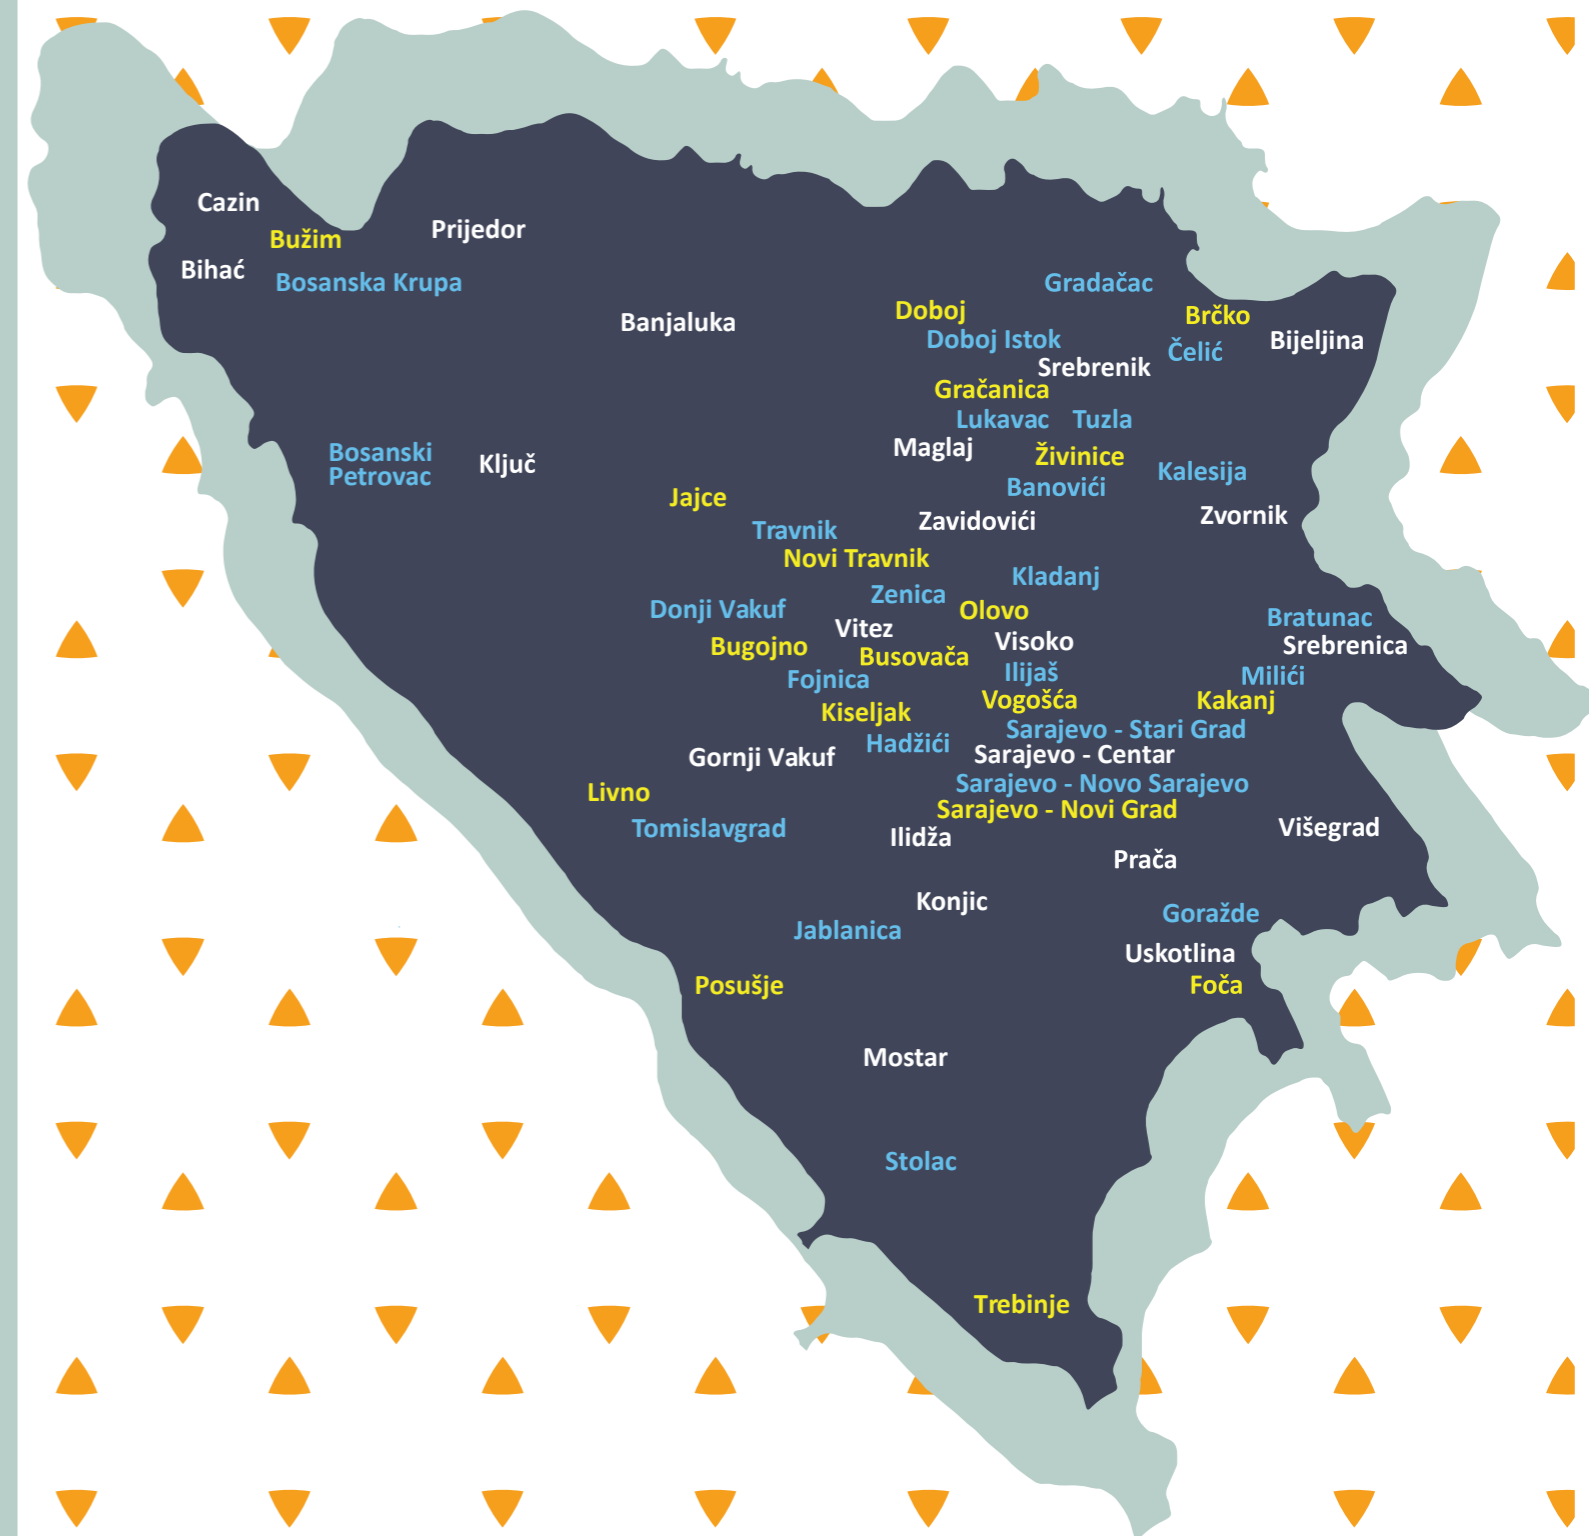 Cazin
Prijedor
Bužim
Bihać
Bosanska Krupa
Gradačac
Doboj
Brčko
Banjaluka
Doboj Istok
Bijeljina
Čelić
Srebrenik
Gračanica
Lukavac
Tuzla
Maglaj
Bosanski
Petrovac
Ključ
Živinice
Kalesija
Banovići
Jajce
Zvornik
Zavidovići
Travnik
Novi Travnik
Kladanj
Zenica
Donji Vakuf
Olovo
Bratunac
Vitez
Visoko
Srebrenica
Bugojno
Busovača
Ilijaš
Milići
Fojnica
Vogošća
Kakanj
Kiseljak
Sarajevo - Stari Grad
Hadžići
Sarajevo - Centar
Gornji Vakuf
Sarajevo - Novo Sarajevo
Livno
Sarajevo - Novi Grad
Tomislavgrad
Višegrad
Ilidža
Prača
Konjic
Goražde
Jablanica
Uskotlina
Posušje
Foča
Mostar
Stolac
Trebinje